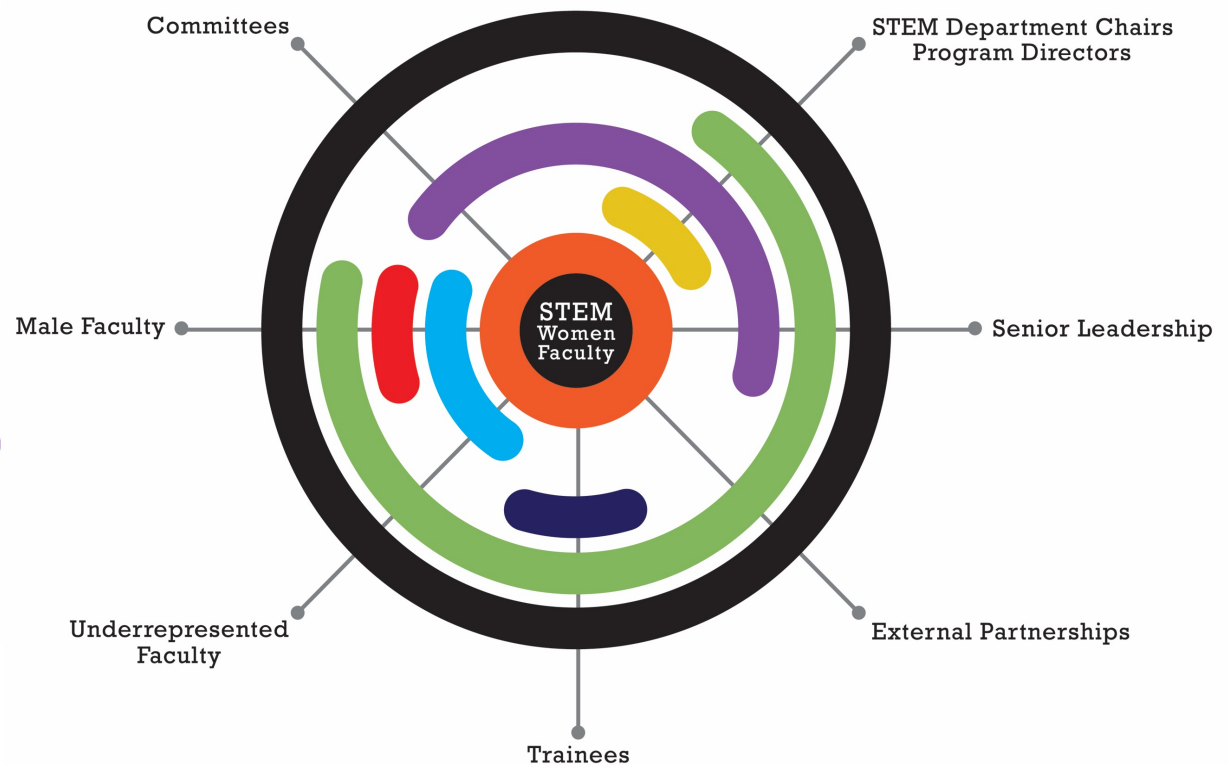 Committees
STEM Department Chairs
Program Directors
STEM
Women
Faculty
Male Faculty
Senior Leadership
Underrepresented
Faculty
External Partnerships
Trainees